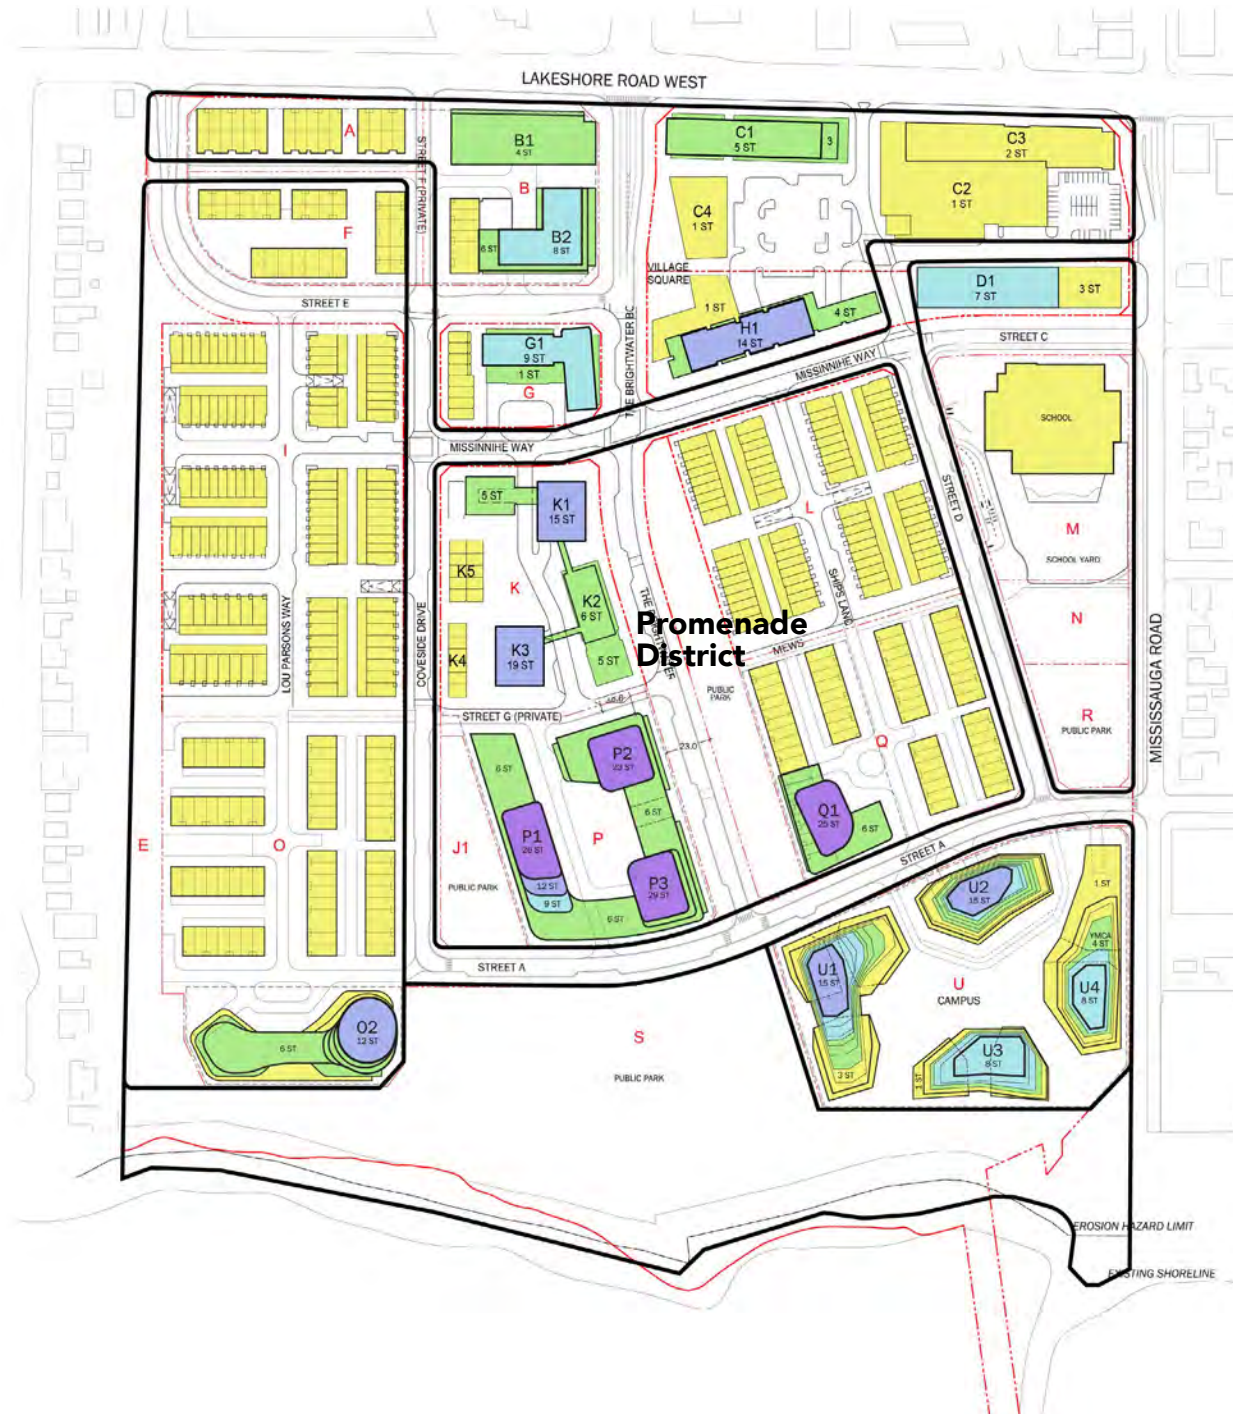 LAKESHORE ROAD WEST
A
STREET F (PRIVATE)
B1
4 ST
B
B2
8 ST
6 ST
C1
5 ST
3
C3
2 ST
C2
1 ST
C4
1 ST
VILLAGE
SQUARE
F
STREET E
D1
7 ST
3 ST
1 ST
4 ST
H1
14 ST
STREET C
G1
9 ST
1 ST
G
THE BRIGHTWATER BC
MISSINNIHE WAY
MISSINNIHE WAY
SCHOOL
I
5 ST
K1
15 ST
L
STREET D
M
SCHOOL YARD
K5
K
K2
6 ST
SHIPS LANE
LOU PARSONS WAY
COVESIDE DRIVE
N
Promenade
District
K3
19 ST
K4
5 ST
MEWS
PUBLIC
PARK
MISSISSAUGA ROAD
R
PUBLIC PARK
STREET G (PRIVATE)
23.0
Q
P2
6 ST
6 ST
Q1
25 ST
6 ST
E
O
J1
P1
P
P3
29 ST
12 ST
9 ST
PUBLIC PARK
STREET A
U2
15 ST
1 ST
YMCA
4 ST
STREET A
U1
15 ST
U
CAMPUS
U4
8 ST
O2
12 ST
6 ST
S
PUBLIC PARK
U3
8 ST
3 ST
EROSION HAZARD LIMIT
EXISTING SHORELINE